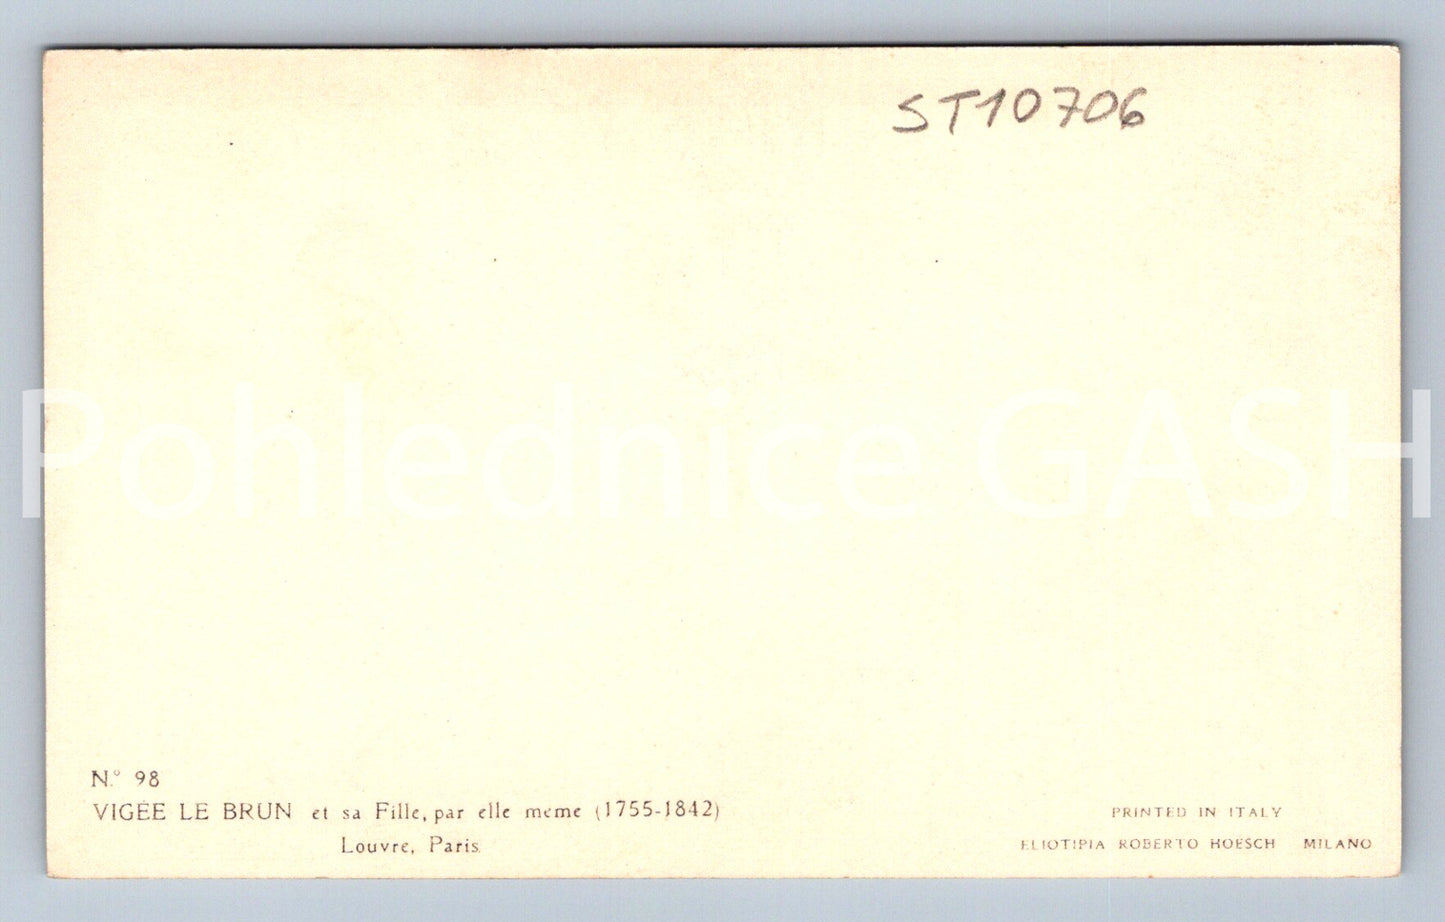 ST10706
Pohlednice GASH
N.° 98
VIGÉE LE BRUN et sa Fille, par elle meme (1755-1842)
Louvre, Paris.
PRINTED IN ITALY
ELIOTIPIA ROBERTO HOESCH MILANO